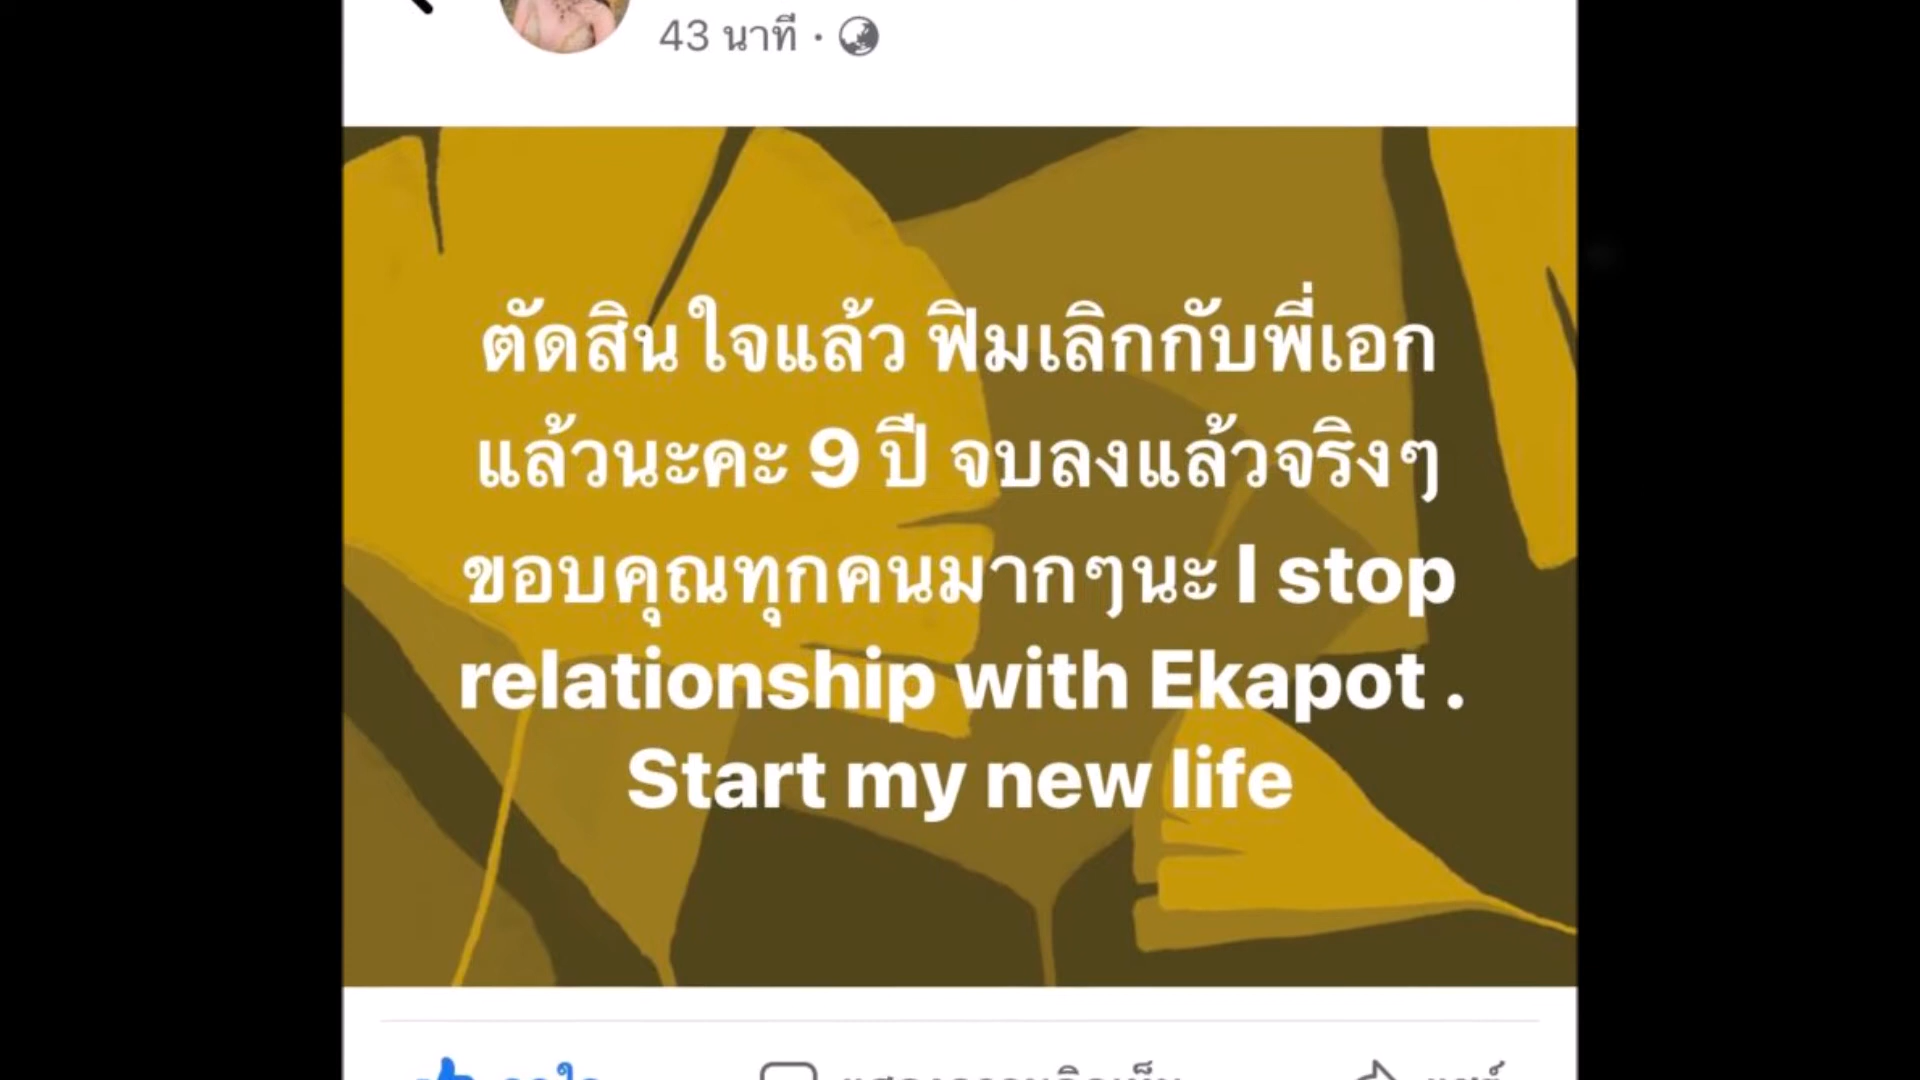 43 นาที ·
ตัดสินใจแล้ว ฟิมเลิกกับพี่เอก
แล้วนะคะ 9 ปี จบลงแล้วจริงๆ
ขอบคุณทุกคนมากๆนะ I stop
relationship with Ekapot .
Start my new life